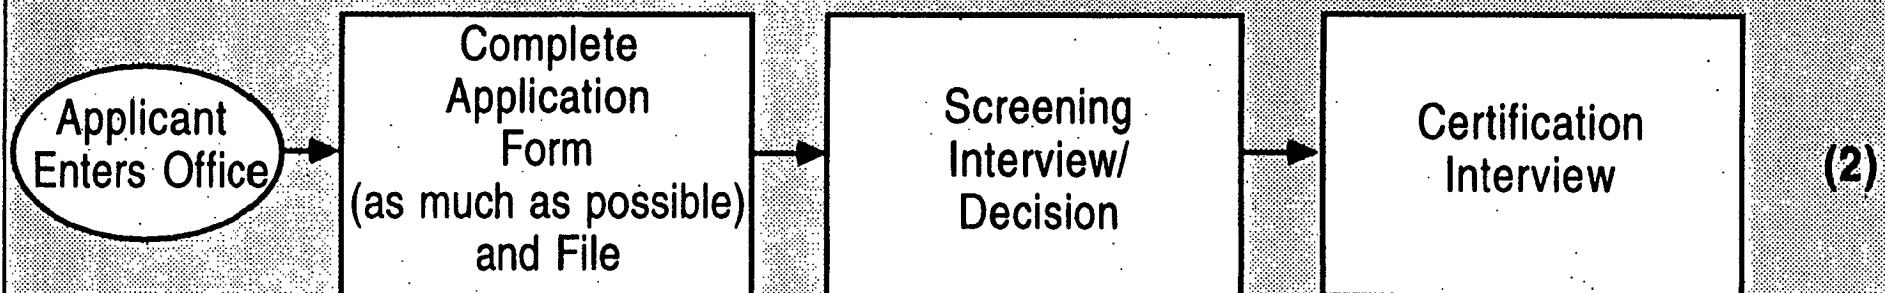 Applicant
Enters Office
Complete
Application
Form
(as much as possible)
and File
Screening
Interview/
Decision
Certification
Interview
(2)